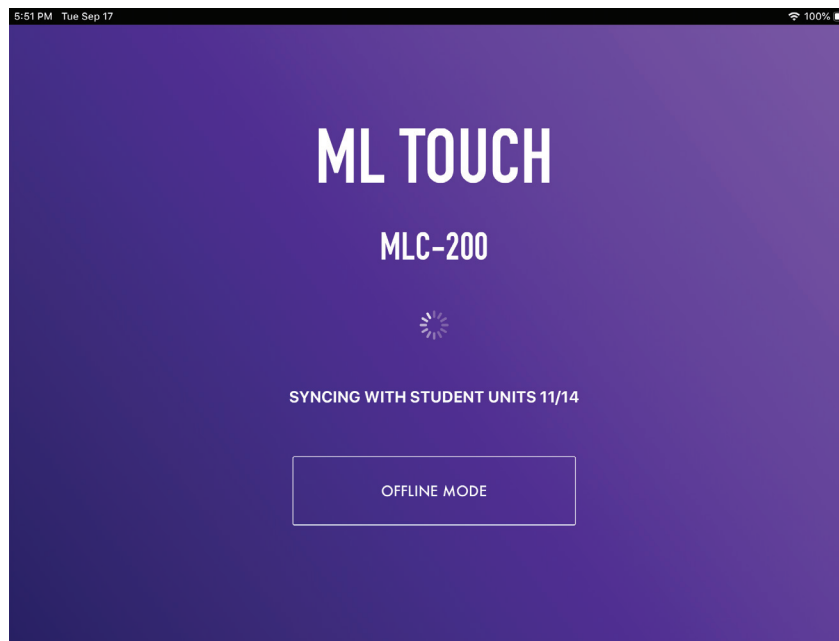 5:51 PM Tue Sep 17 100%
ML TOUCH
MLC-200
SYNCING WITH STUDENT UNITS 11/14
OFFLINE MODE